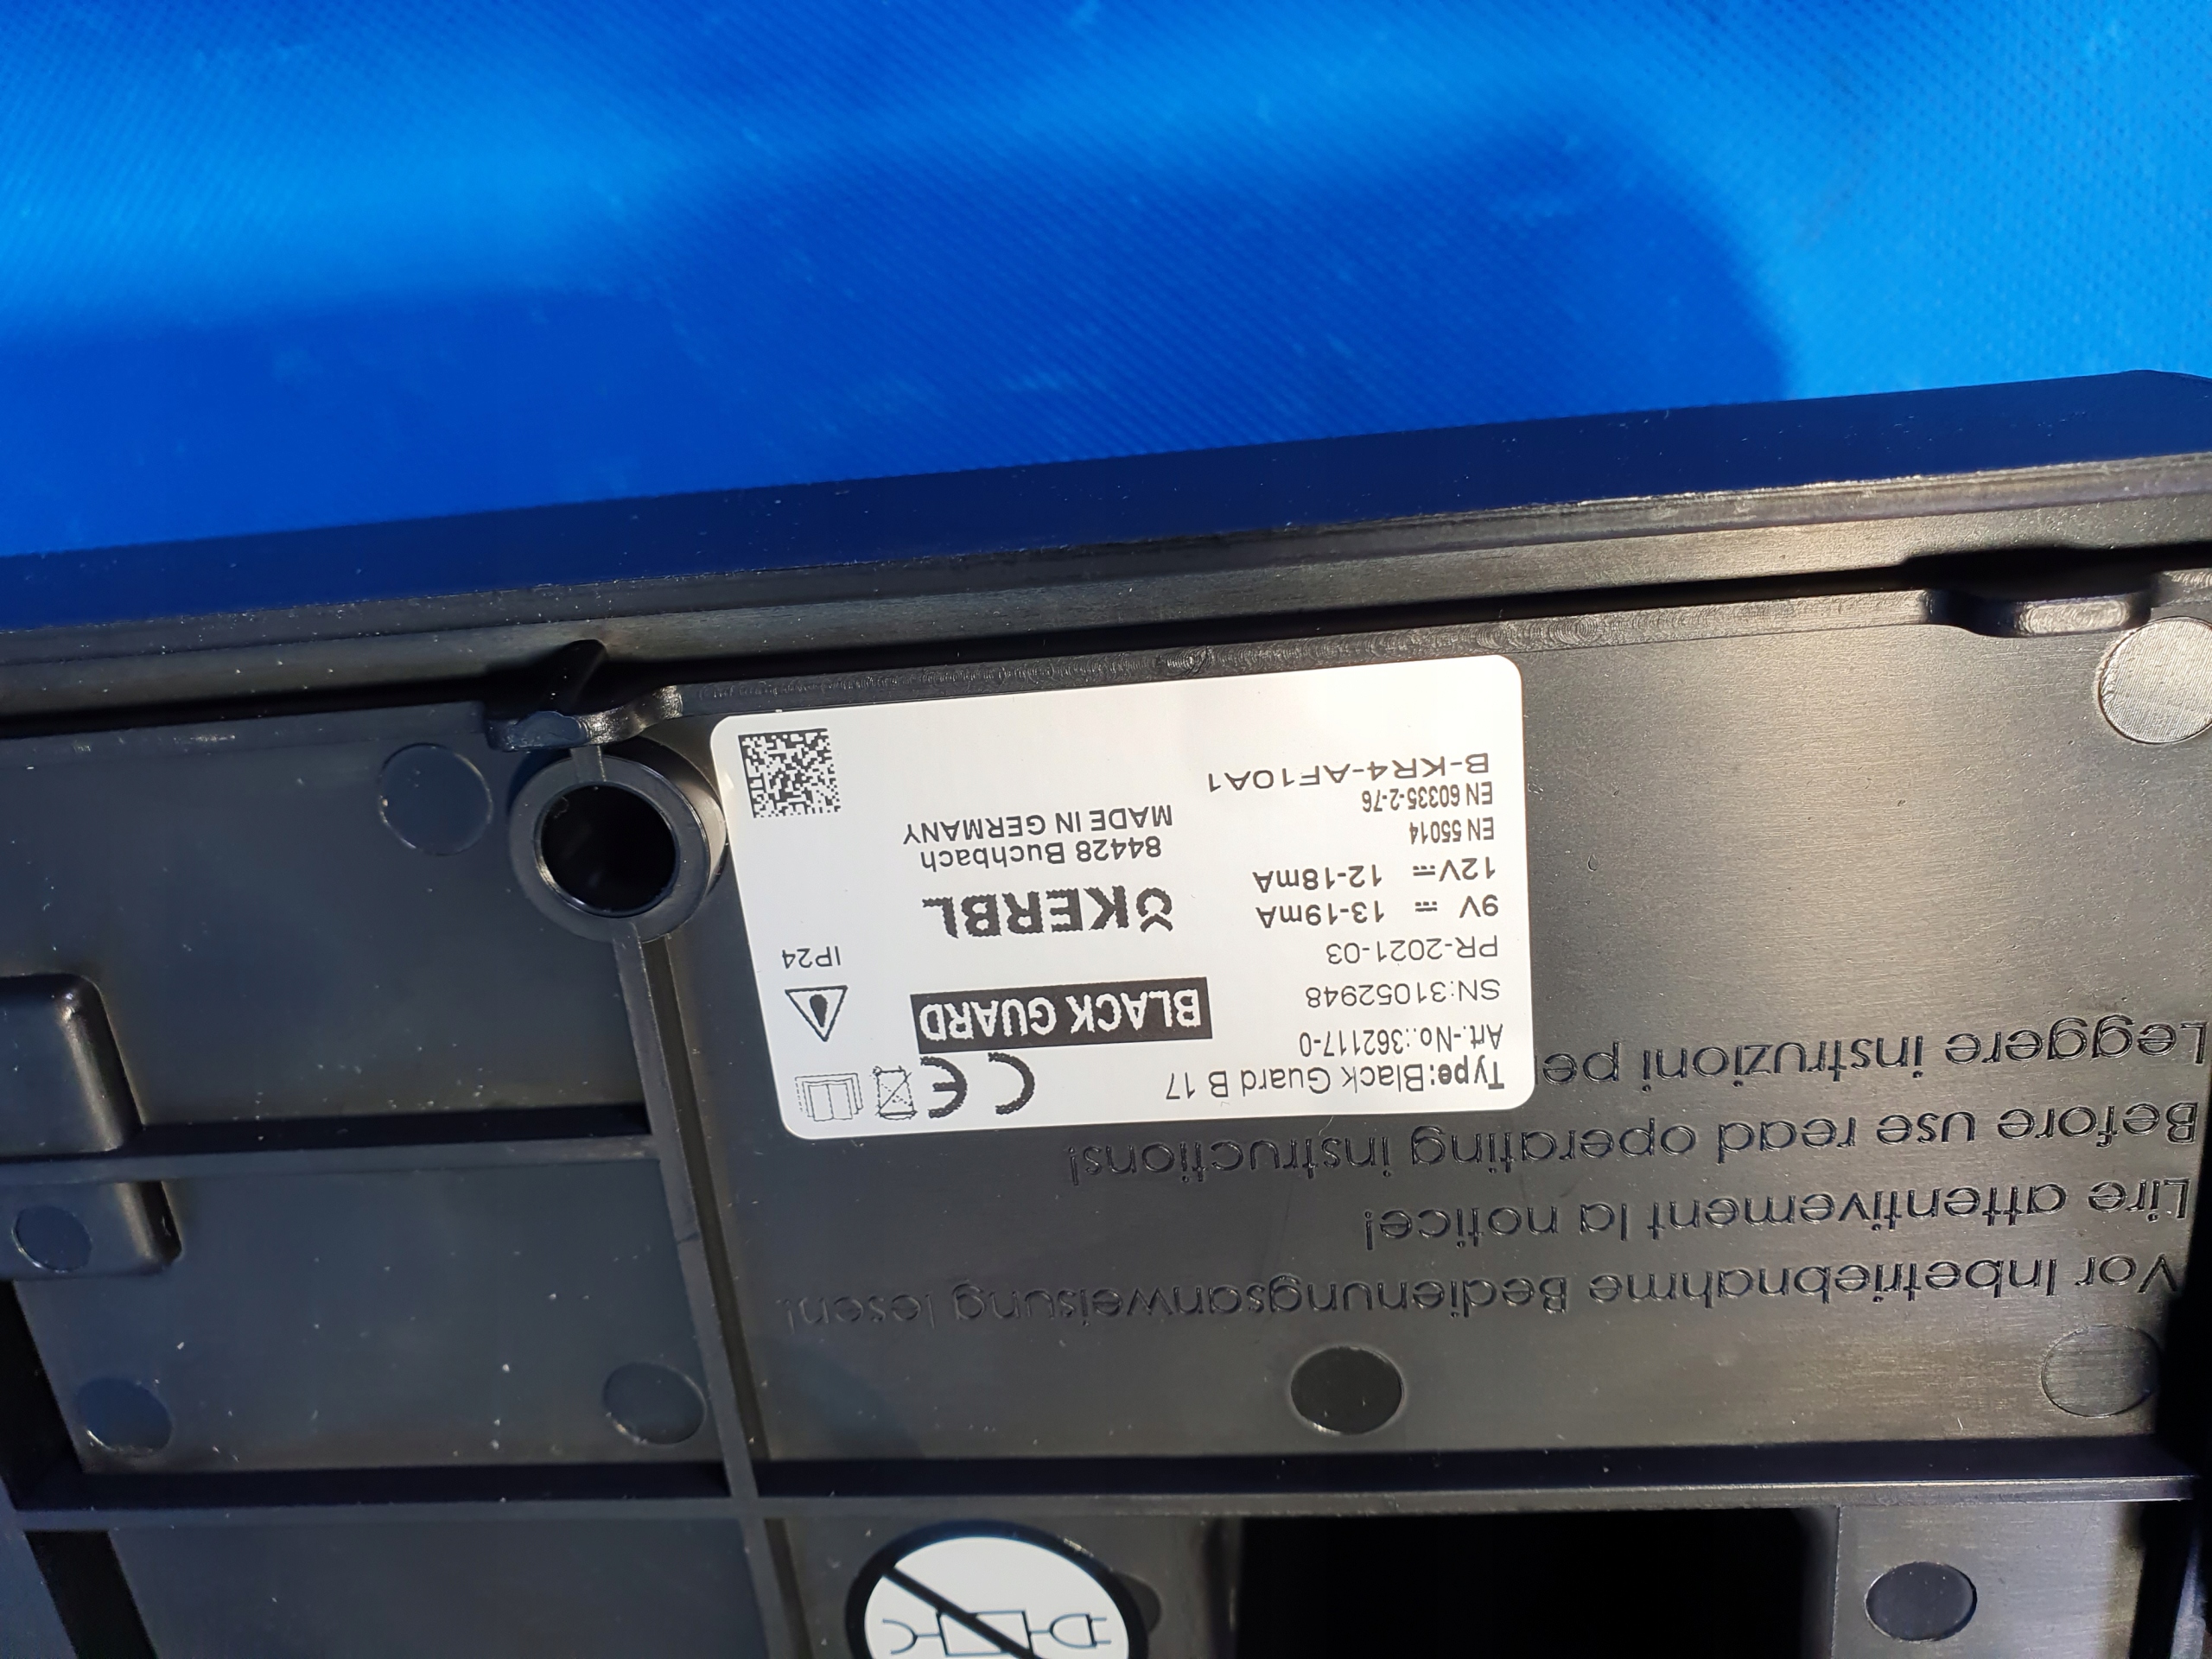 Type:Black Guard B 17
Art.-No.:362117-0
SN:31052948
PR-2021-03
9V ⎓ 13-19mA
12V⎓ 12-18mA
EN 55014
EN 60335-2-76
B-KR4-AF10A1
CE
BLACK GUARD
KERBL
84428 Buchbach
MADE IN GERMANY
IP24
Vor Inbetriebnahme Bedienungsanweisung lesen!
Lire attentivement la notice!
Before use read operating instructions!
Leggere instruzioni